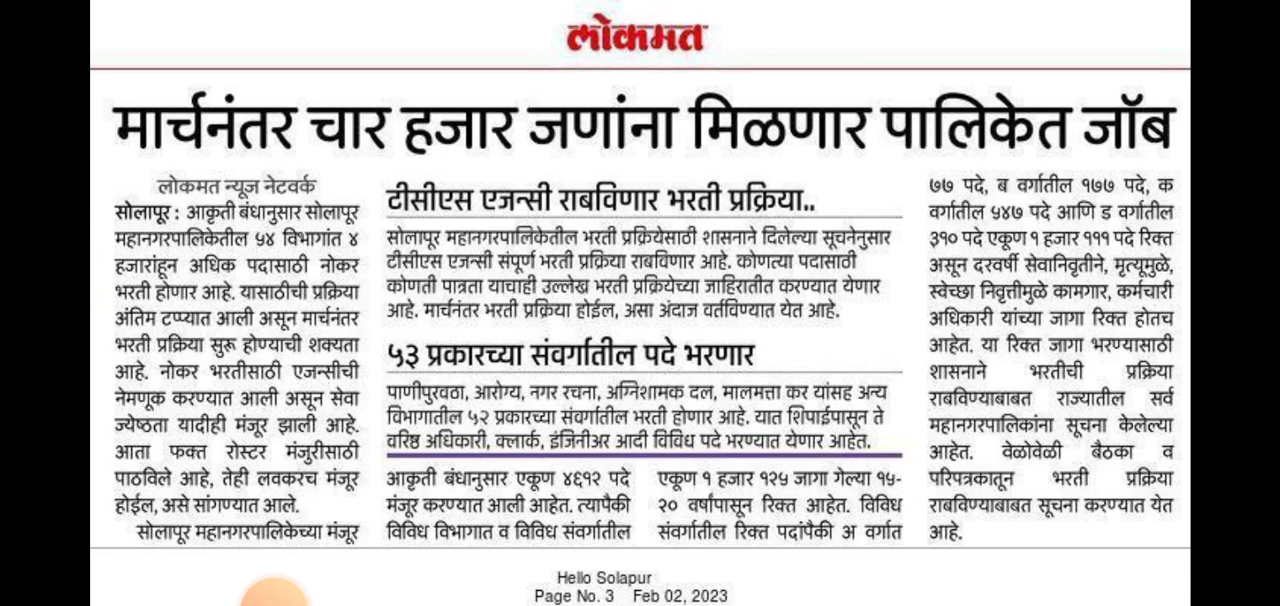 लोकमत
मार्चनंतर चार हजार जणांना मिळणार पालिकेत जॉब
लोकमत न्यूज नेटवर्क
सोलापूर : आकृती बंधानुसार सोलापूर
महानगरपालिकेतील ५४ विभागांत ४
हजारांहून अधिक पदासाठी नोकर
भरती होणार आहे. यासाठीची प्रक्रिया
अंतिम टप्प्यात आली असून मार्चनंतर
भरती प्रक्रिया सुरू होण्याची शक्यता
आहे. नोकर भरतीसाठी एजन्सीची
नेमणूक करण्यात आली असून सेवा
ज्येष्ठता यादीही मंजूर झाली आहे.
आता फक्त रोस्टर मंजुरीसाठी
पाठविले आहे, तेही लवकरच मंजूर
होईल, असे सांगण्यात आले.
सोलापूर महानगरपालिकेच्या मंजूर
टीसीएस एजन्सी राबविणार भरती प्रक्रिया..
सोलापूर महानगरपालिकेतील भरती प्रक्रियेसाठी शासनाने दिलेल्या सूचनेनुसार
टीसीएस एजन्सी संपूर्ण भरती प्रक्रिया राबविणार आहे. कोणत्या पदासाठी
कोणती पात्रता याचाही उल्लेख भरती प्रक्रियेच्या जाहिरातीत करण्यात येणार
आहे. मार्चनंतर भरती प्रक्रिया होईल, असा अंदाज वर्तविण्यात येत आहे.
५३ प्रकारच्या संवर्गातील पदे भरणार
पाणीपुरवठा, आरोग्य, नगर रचना, अग्निशामक दल, मालमत्ता कर यांसह अन्य
विभागातील ५२ प्रकारच्या संवर्गातील भरती होणार आहे. यात शिपाईपासून ते
वरिष्ठ अधिकारी, क्लार्क, इंजिनीअर आदी विविध पदे भरण्यात येणार आहेत.
आकृती बंधानुसार एकूण ४६१२ पदे
मंजूर करण्यात आली आहेत. त्यापैकी
विविध विभागात व विविध संवर्गातील
एकूण १ हजार १२५ जागा गेल्या १५-
२० वर्षांपासून रिक्त आहेत. विविध
संवर्गातील रिक्त पदांपैकी अ वर्गात
७७ पदे, ब वर्गातील १७७ पदे, क
वर्गातील ५४७ पदे आणि ड वर्गातील
३१० पदे एकूण १ हजार १११ पदे रिक्त
असून दरवर्षी सेवानिवृतीने, मृत्यूमुळे,
स्वेच्छा निवृत्तीमुळे कामगार, कर्मचारी
अधिकारी यांच्या जागा रिक्त होतच
आहेत. या रिक्त जागा भरण्यासाठी
शासनाने भरतीची प्रक्रिया
राबविण्याबाबत राज्यातील सर्व
महानगरपालिकांना सूचना केलेल्या
आहेत. वेळोवेळी बैठका व
परिपत्रकातून भरती प्रक्रिया
राबविण्याबाबत सूचना करण्यात येत
आहे.
Hello Solapur
Page No. 3 Feb 02, 2023